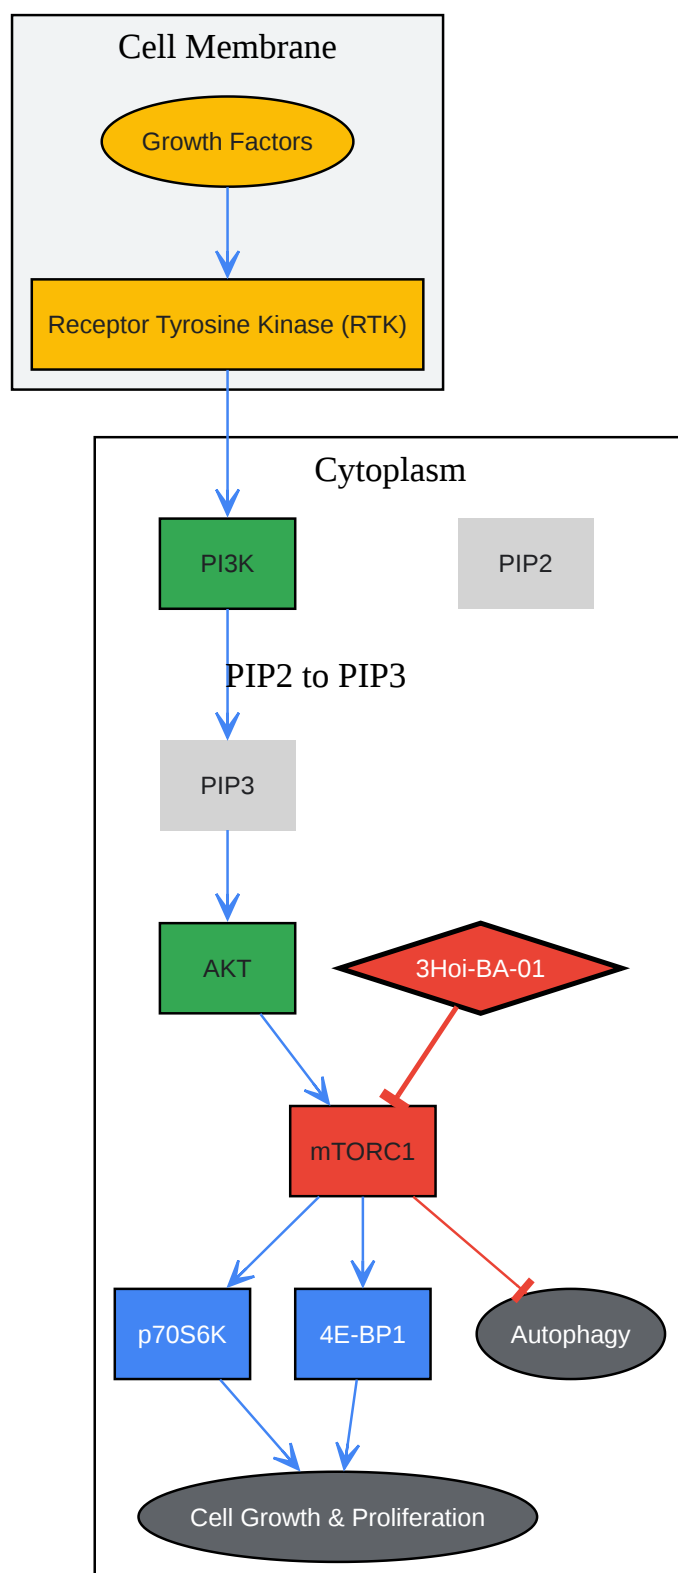 Cell Membrane
Growth Factors
Receptor Tyrosine Kinase (RTK)
Cytoplasm
PI3K
PIP2
PIP2 to PIP3
PIP3
AKT
3Hoi-BA-01
mTORC1
p70S6K
4E-BP1
Autophagy
Cell Growth & Proliferation